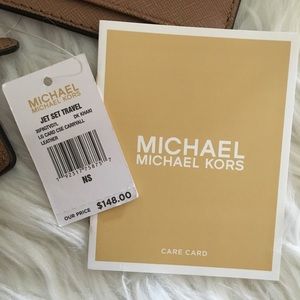 MICHAEL
MICHAEL KORS
JET SET TRAVEL
DK KHAKI
LG CARD CSE CARRYALL
LEATHER
NS
OUR PRICE $148.00
MICHAEL
MICHAEL KORS
CARE CARD